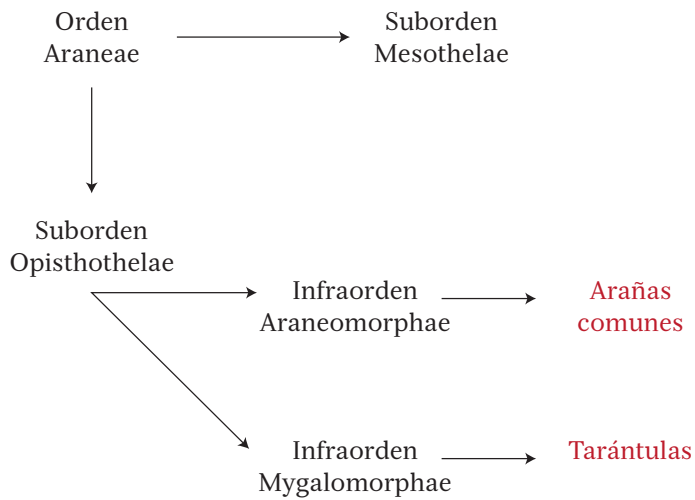 Orden
Araneae
Suborden
Mesothelae
Suborden
Opisthothelae
Infraorden
Araneomorphae
Arañas
comunes
Infraorden
Mygalomorphae
Tarántulas